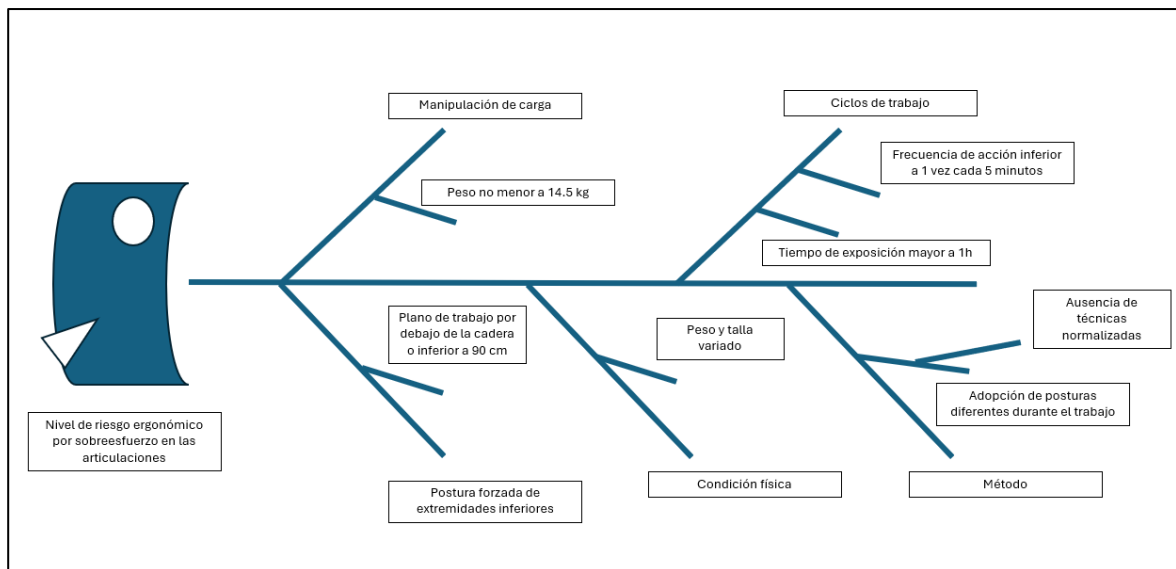 Manipulación de carga
Ciclos de trabajo
Frecuencia de acción inferior
a 1 vez cada 5 minutos
Peso no menor a 14.5 kg
Tiempo de exposición mayor a 1h
Plano de trabajo por
debajo de la cadera
o inferior a 90 cm
Peso y talla
variado
Ausencia de
técnicas
normalizadas
Adopción de posturas
diferentes durante el trabajo
Nivel de riesgo ergonómico
por sobreesfuerzo en las
articulaciones
Postura forzada de
extremidades inferiores
Condición física
Método